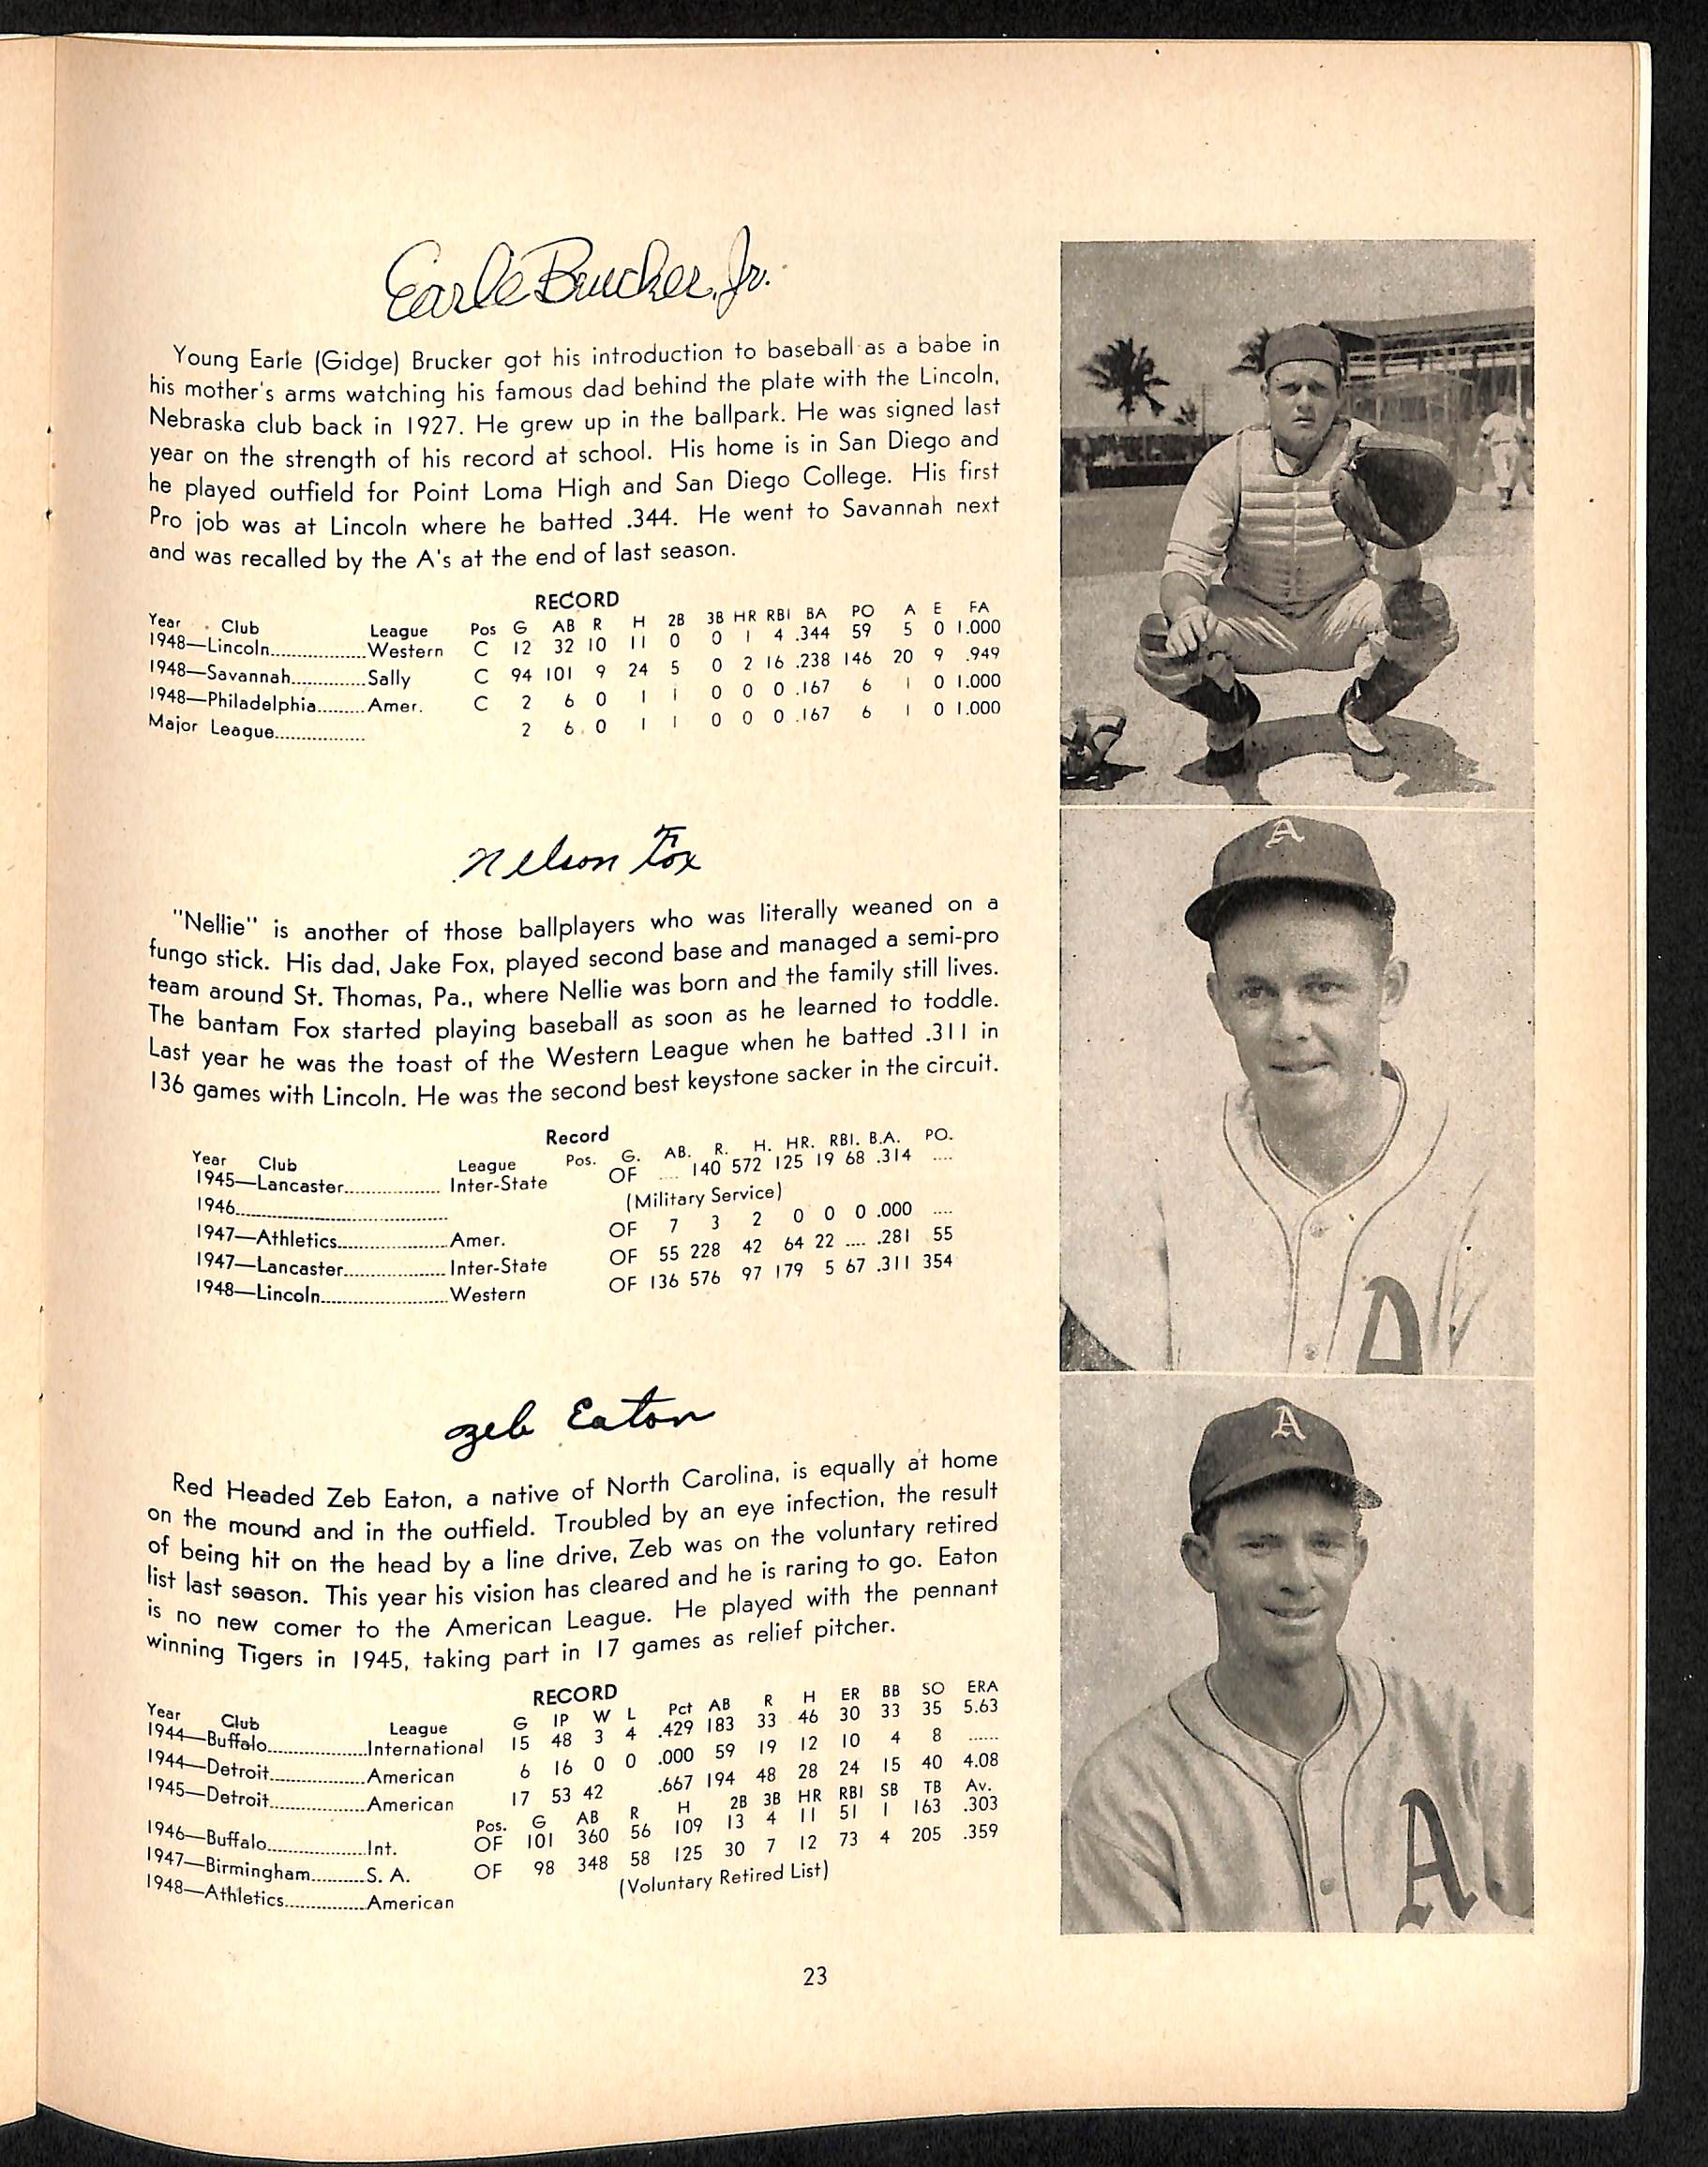 Earle Brucker, Jr.
Young Earle (Gidge) Brucker got his introduction to baseball as a babe in
his mother's arms watching his famous dad behind the plate with the Lincoln,
Nebraska club back in 1927. He grew up in the ballpark. He was signed last
year on the strength of his record at school. His home is in San Diego and
he played outfield for Point Loma High and San Diego College. His first
Pro job was at Lincoln where he batted .344. He went to Savannah next
and was recalled by the A's at the end of last season.
RECORD
Year Club League Pos G AB R H 2B 3B HR RBI BA PO A E FA
1948—Lincoln................Western C 12 32 10 11 0 0 1 4 .344 59 5 0 1.000
1948—Savannah.............Sally C 94 101 9 24 5 0 2 16 .238 146 20 9 .949
1948—Philadelphia.........Amer. C 2 6 0 1 1 0 0 0 .167 6 1 0 1.000
Major League................ 2 6 0 1 1 0 0 0 .167 6 1 0 1.000
Nelson Fox
"Nellie" is another of those ballplayers who was literally weaned on a
fungo stick. His dad, Jake Fox, played second base and managed a semi-pro
team around St. Thomas, Pa., where Nellie was born and the family still lives.
The bantam Fox started playing baseball as soon as he learned to toddle.
Last year he was the toast of the Western League when he batted .311 in
136 games with Lincoln. He was the second best keystone sacker in the circuit.
Record
Year Club League Pos. G. AB. R. H. HR. RBI. B.A. PO.
1945—Lancaster................. Inter-State OF .... 140 572 125 19 68 .314 ....
1946...................................... (Military Service)
1947—Athletics....................Amer. OF 7 3 2 0 0 0 .000 ....
1947—Lancaster.................. Inter-State OF 55 228 42 64 22 .... .281 55
1948—Lincoln.......................Western OF 136 576 97 179 5 67 .311 354
Zeb Eaton
Red Headed Zeb Eaton, a native of North Carolina, is equally at home
on the mound and in the outfield. Troubled by an eye infection, the result
of being hit on the head by a line drive, Zeb was on the voluntary retired
list last season. This year his vision has cleared and he is raring to go. Eaton
is no new comer to the American League. He played with the pennant
winning Tigers in 1945, taking part in 17 games as relief pitcher.
RECORD
Year Club League G IP W L Pct AB R H ER BB SO ERA
1944—Buffalo..................International 15 48 3 4 .429 183 33 46 30 33 35 5.63
1944—Detroit.................American 6 16 0 0 .000 59 19 12 10 4 8 ......
1945—Detroit.................American 17 53 42 .667 194 48 28 24 15 40 4.08
Pos. G AB R H 2B 3B HR RBI SB TB Av.
1946—Buffalo..................Int. OF 101 360 56 109 13 4 11 51 1 163 .303
1947—Birmingham..........S. A. OF 98 348 58 125 30 7 12 73 4 205 .359
1948—Athletics...............American (Voluntary Retired List)
A
A
A
A
23